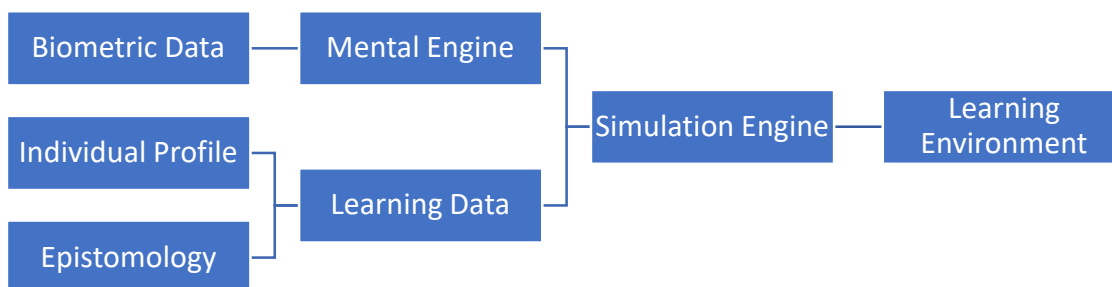 Biometric Data
Mental Engine
Individual Profile
Simulation Engine
Learning
Environment
Learning Data
Epistomology